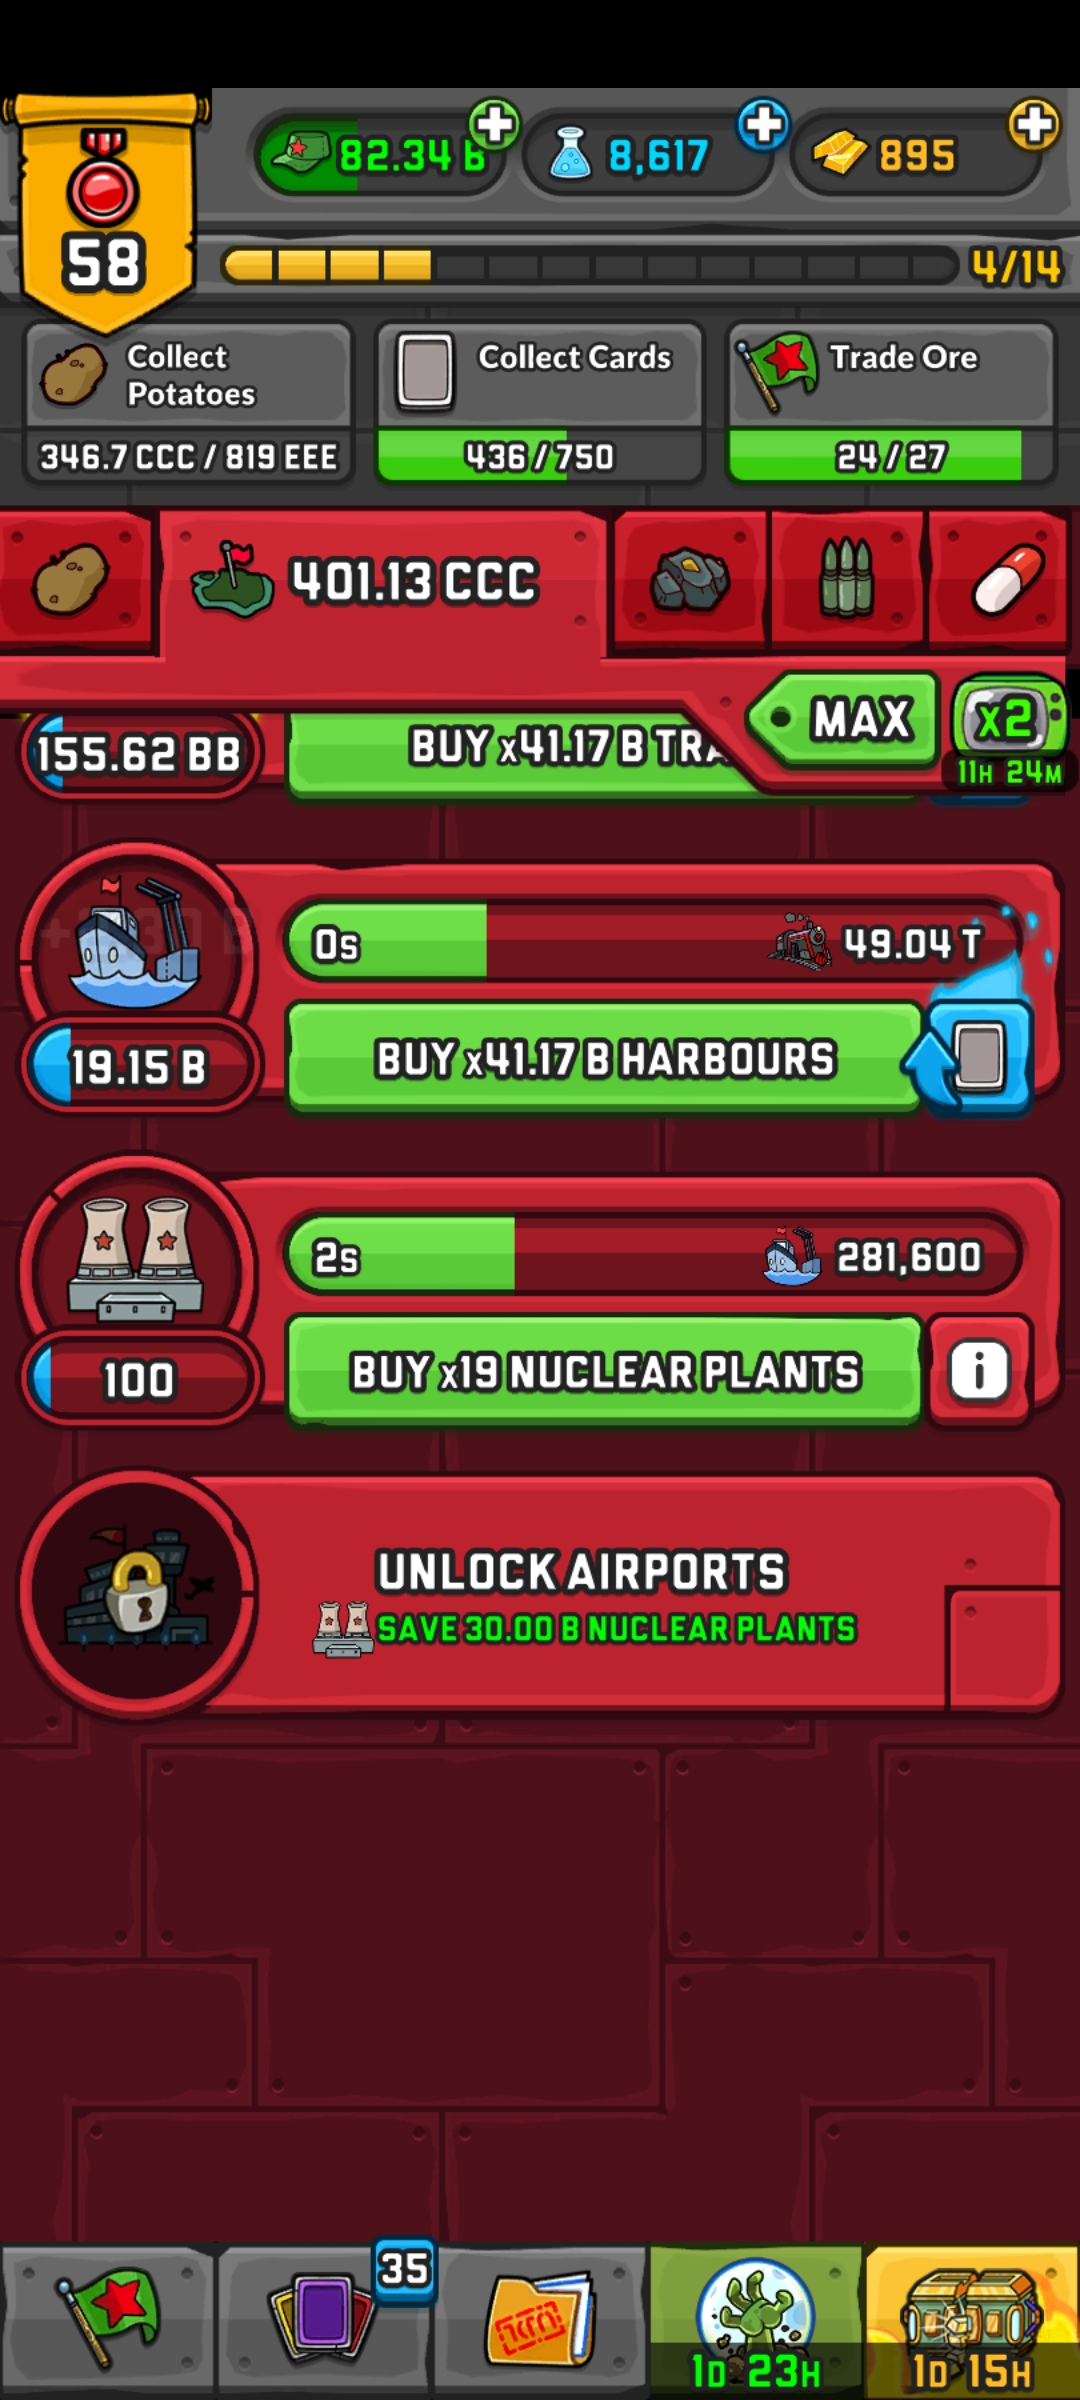 82.34 B
8,617
895
58
4/14
Collect
Potatoes
346.7 CCC / 819 EEE
Collect Cards
436 / 750
Trade Ore
24 / 27
401.13 CCC
MAX
x2
11H 24M
155.62 BB
BUY x41.17 B
0s
49.04 T
19.15 B
BUY x41.17 B HARBOURS
2s
281,600
100
BUY x19 NUCLEAR PLANTS
i
UNLOCK AIRPORTS
SAVE 30.00 B NUCLEAR PLANTS
35
1D 23H
1D 15H